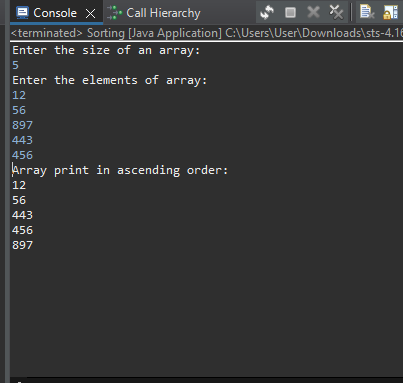 Console Call Hierarchy
<terminated> Sorting [Java Application] C:\Users\User\Downloads\sts-4.16
Enter the size of an array:
5
Enter the elements of array:
12
56
897
443
456
Array print in ascending order:
12
56
443
456
897